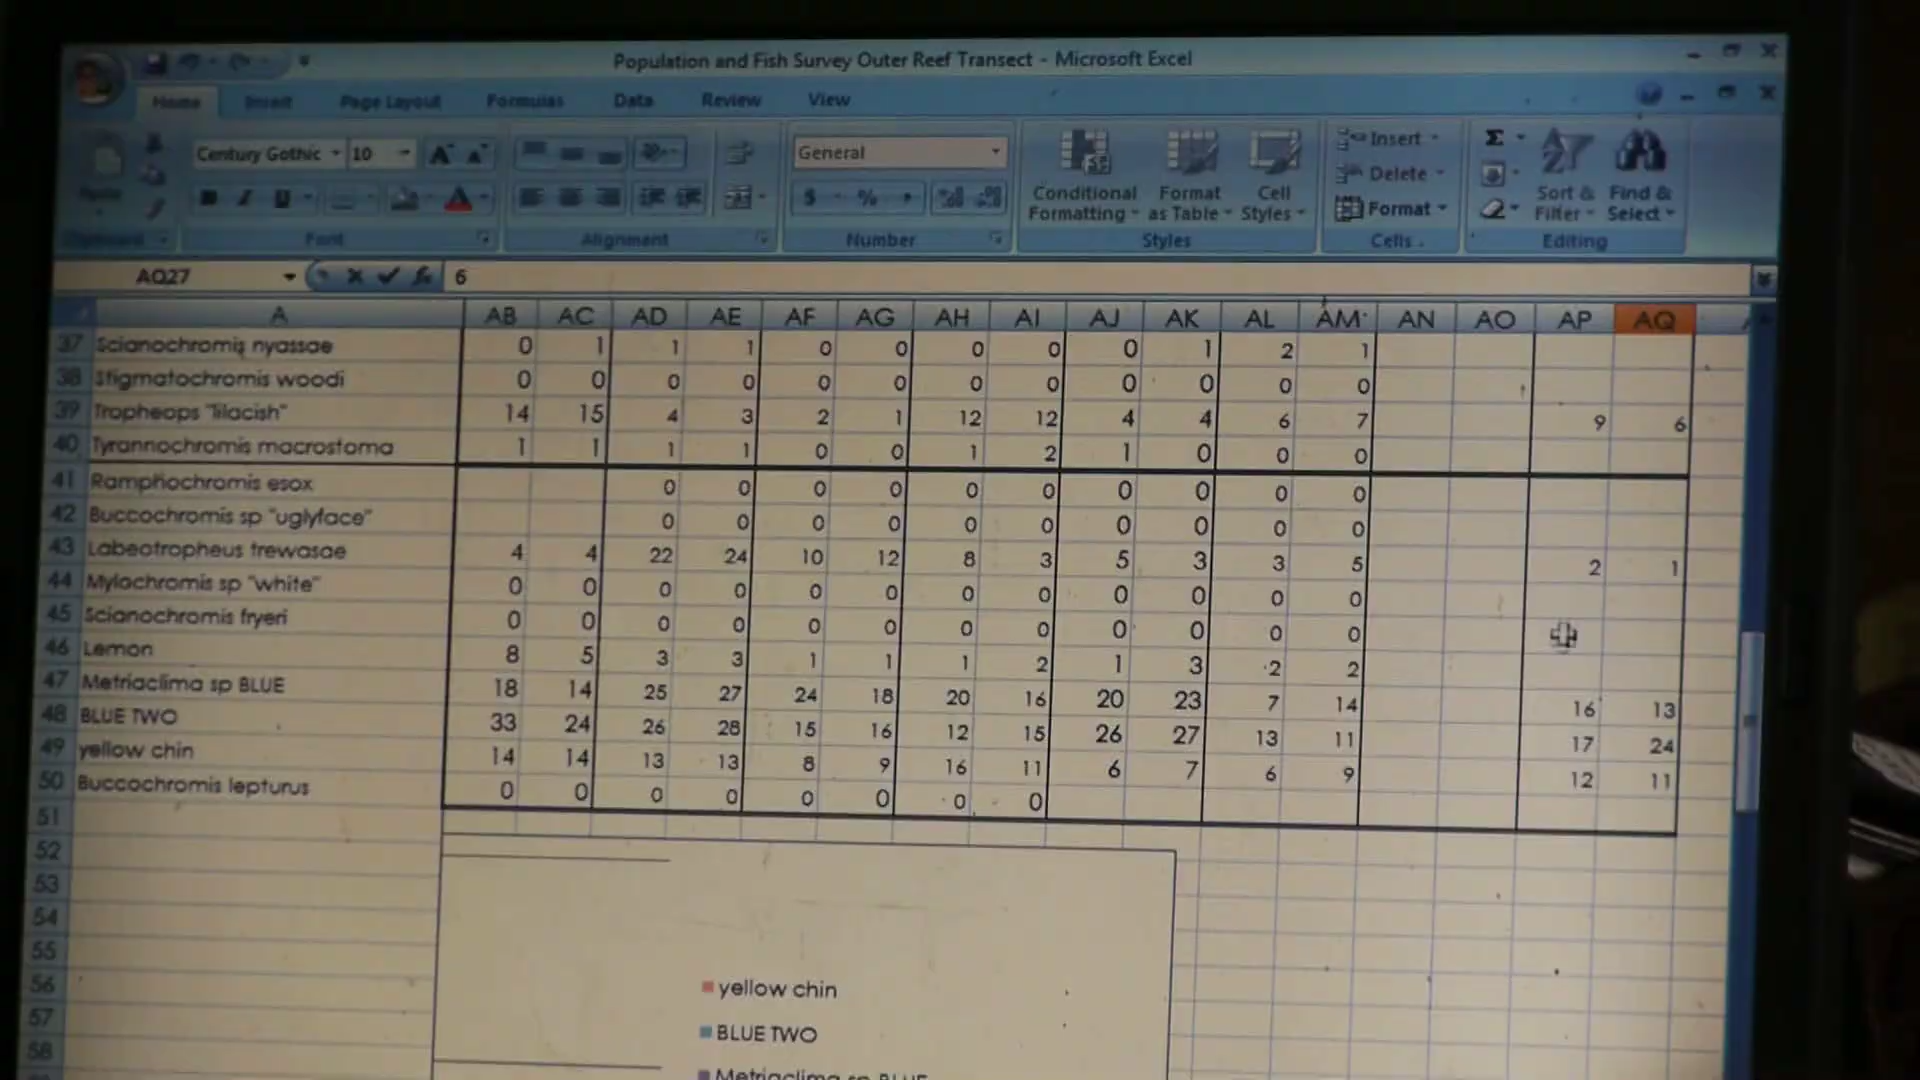 Population and Fish Survey Outer Reef Transect - Microsoft Excel
Home Insert Page Layout Formulas Data Review View
Century Gothic 10 A A General Insert
Paste B I U A $ % , Conditional Formatting Format as Table Cell Styles Delete Format Σ Sort & Filter Find & Select
Clipboard Font Alignment Number Styles Cells Editing
AQ27 fx 6
A AB AC AD AE AF AG AH AI AJ AK AL AM AN AO AP AQ
37 Scianochromis nyassae 0 1 1 1 0 0 0 0 0 1 2 1
38 Stigmatochromis woodi 0 0 0 0 0 0 0 0 0 0 0 0
39 Tropheops "lilacish" 14 15 4 3 2 1 12 12 4 4 6 7 9 6
40 Tyrannochromis macrostoma 1 1 1 1 0 0 1 2 1 0 0 0
41 Ramphochromis esox 0 0 0 0 0 0 0 0 0 0
42 Buccochromis sp "uglyface" 0 0 0 0 0 0 0 0 0 0
43 Labeotropheus trewasae 4 4 22 24 10 12 8 3 5 3 3 5 2 1
44 Mylochromis sp "white" 0 0 0 0 0 0 0 0 0 0 0 0
45 Scianochromis fryeri 0 0 0 0 0 0 0 0 0 0 0 0
46 Lemon 8 5 3 3 1 1 1 2 1 3 2 2
47 Metriaclima sp BLUE 18 14 25 27 24 18 20 16 20 23 7 14 16 13
48 BLUE TWO 33 24 26 28 15 16 12 15 26 27 13 11 17 24
49 yellow chin 14 14 13 13 8 9 16 11 6 7 6 9 12 11
50 Buccochromis lepturus 0 0 0 0 0 0 0 0
51
52
53
54
55
56
57
58
yellow chin
BLUE TWO
Metriaclima sp BLUE